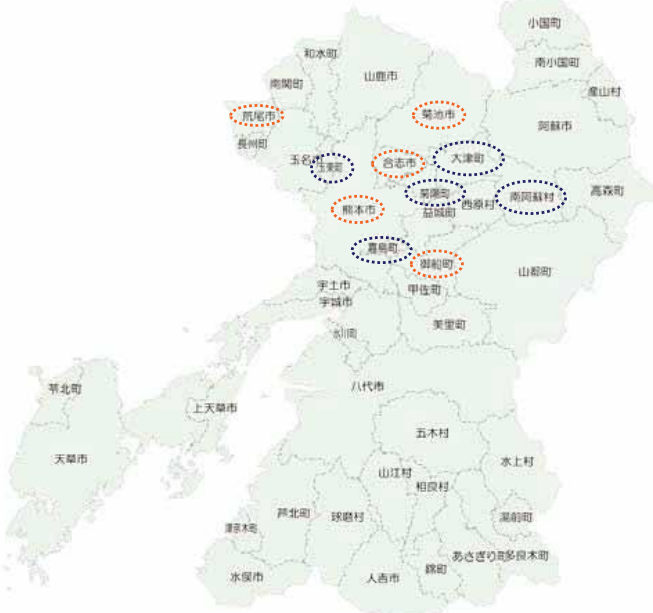 小国町
和水町
南小国町
山鹿市
南関町
産山村
荒尾市
菊池市
阿蘇市
長州町
玉名市
玉東町
合志市
大津町
菊陽町
西原村
南阿蘇村
高森町
熊本市
益城町
嘉島町
御船町
山都町
宇土市
甲佐町
宇城市
美里町
氷川町
八代市
苓北町
上天草市
五木村
天草市
水上村
山江村
相良村
芦北町
球磨村
湯前町
津奈木町
あさぎり町
多良木町
水俣市
人吉市
錦町